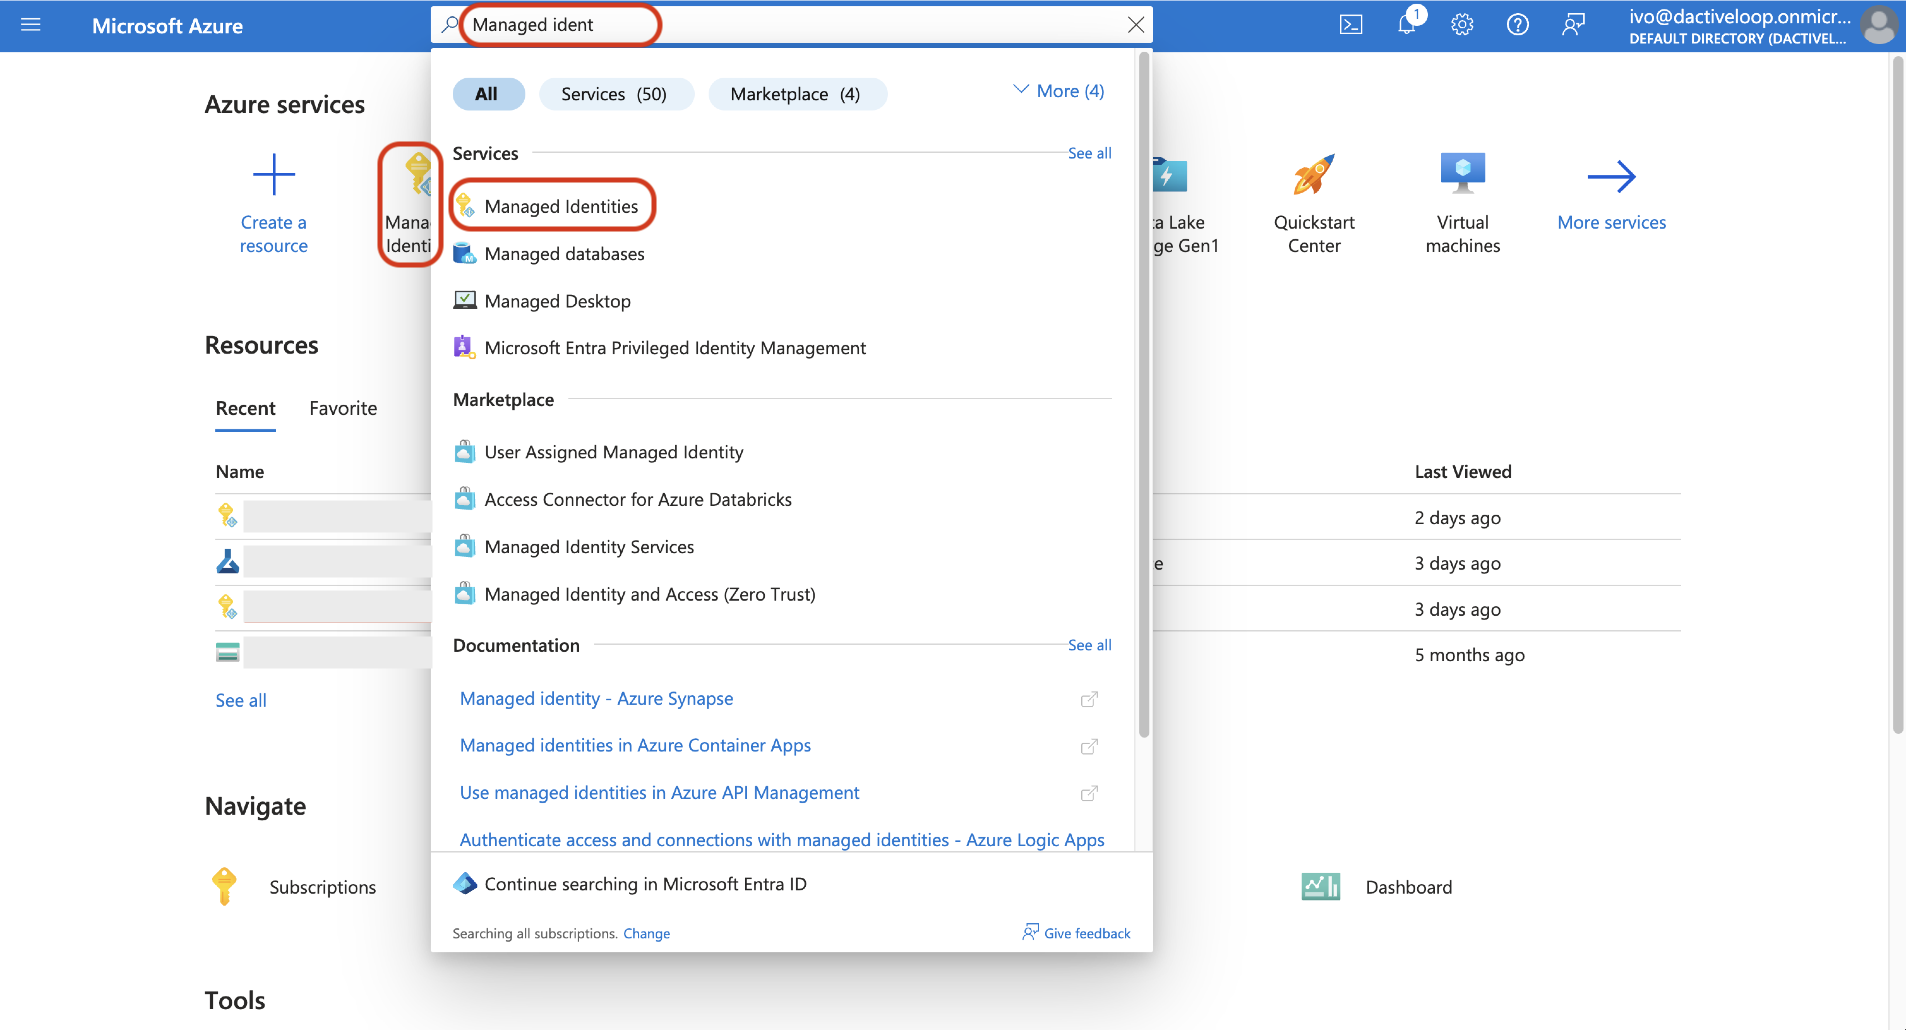 Microsoft Azure
Managed ident
1
ivo@dactiveloop.onmicr...
DEFAULT DIRECTORY (DACTIVEL...
All
Services (50)
Marketplace (4)
More (4)
Azure services
Create a
resource
Mana
Identi
ta Lake
ge Gen1
Quickstart
Center
Virtual
machines
More services
Services
See all
Managed Identities
Managed databases
Managed Desktop
Microsoft Entra Privileged Identity Management
Marketplace
User Assigned Managed Identity
Access Connector for Azure Databricks
Managed Identity Services
Managed Identity and Access (Zero Trust)
Documentation
See all
Managed identity - Azure Synapse
Managed identities in Azure Container Apps
Use managed identities in Azure API Management
Authenticate access and connections with managed identities - Azure Logic Apps
Continue searching in Microsoft Entra ID
Searching all subscriptions. Change
Give feedback
Resources
Recent
Favorite
Name
Last Viewed
2 days ago
e
3 days ago
3 days ago
5 months ago
See all
Navigate
Subscriptions
Dashboard
Tools